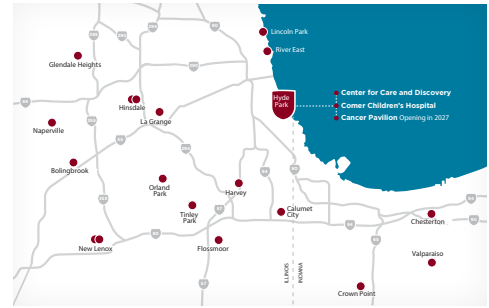 Lincoln Park
River East
Glendale Heights
Hyde
Park
Center for Care and Discovery
Comer Children's Hospital
Cancer Pavilion Opening in 2027
Hinsdale
La Grange
Naperville
Bolingbrook
Orland
Park
Harvey
Tinley
Park
Calumet
City
Chesterton
New Lenox
Flossmoor
Valparaiso
ILLINOIS
INDIANA
Crown Point